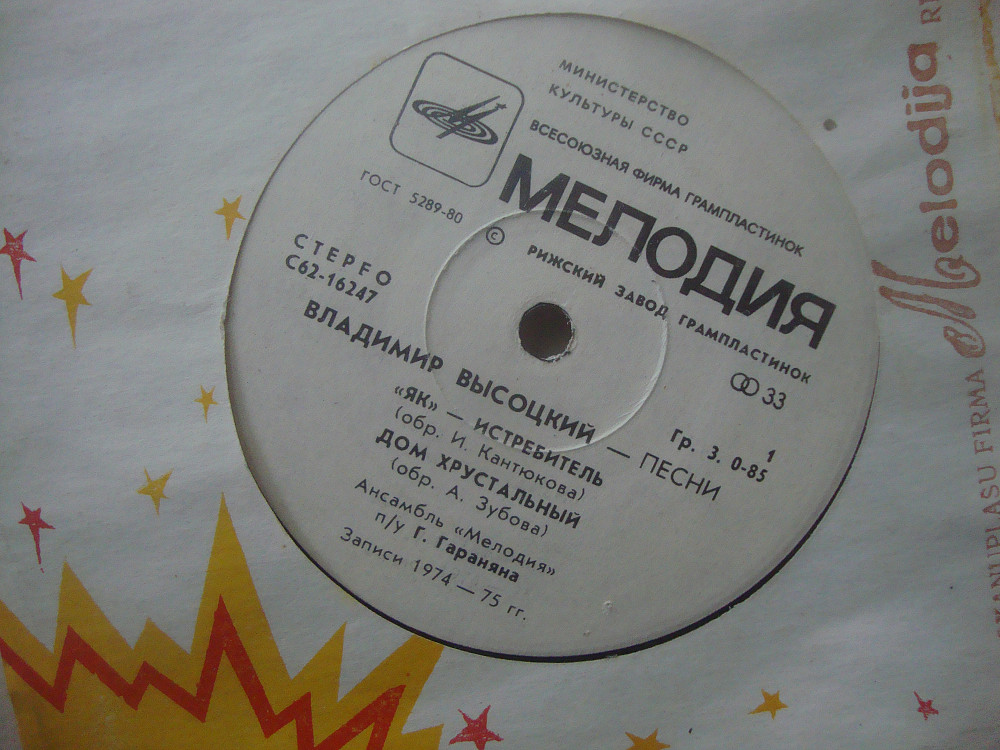 МИНИСТЕРСТВО
КУЛЬТУРЫ СССР
ВСЕСОЮЗНАЯ ФИРМА ГРАМПЛАСТИНОК
МЕЛОДИЯ
ГОСТ 5289-80
© РИЖСКИЙ ЗАВОД ГРАМПЛАСТИНОК
СТЕРЕО
С62-16247
33
1
Гр. 3. 0-85
ВЛАДИМИР ВЫСОЦКИЙ — ПЕСНИ
«ЯК» — ИСТРЕБИТЕЛЬ
(обр. И. Кантюкова)
ДОМ ХРУСТАЛЬНЫЙ
(обр. А. Зубова)
Ансамбль «Мелодия»
п/у Г. Гараняна
Записи 1974 — 75 гг.
Melodija
FIRMA